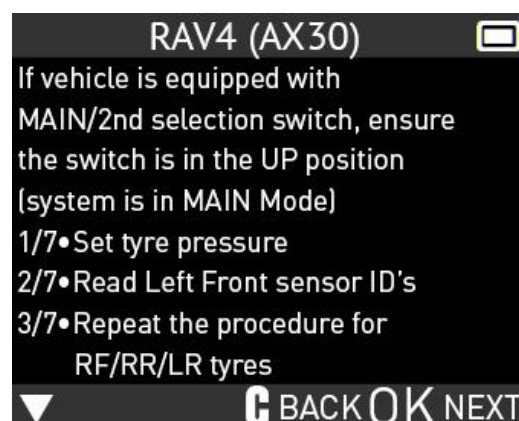 RAV4 (AX30)
If vehicle is equipped with
MAIN/2nd selection switch, ensure
the switch is in the UP position
(system is in MAIN Mode)
1/7•Set tyre pressure
2/7•Read Left Front sensor ID's
3/7•Repeat the procedure for
RF/RR/LR tyres
C BACK OK NEXT